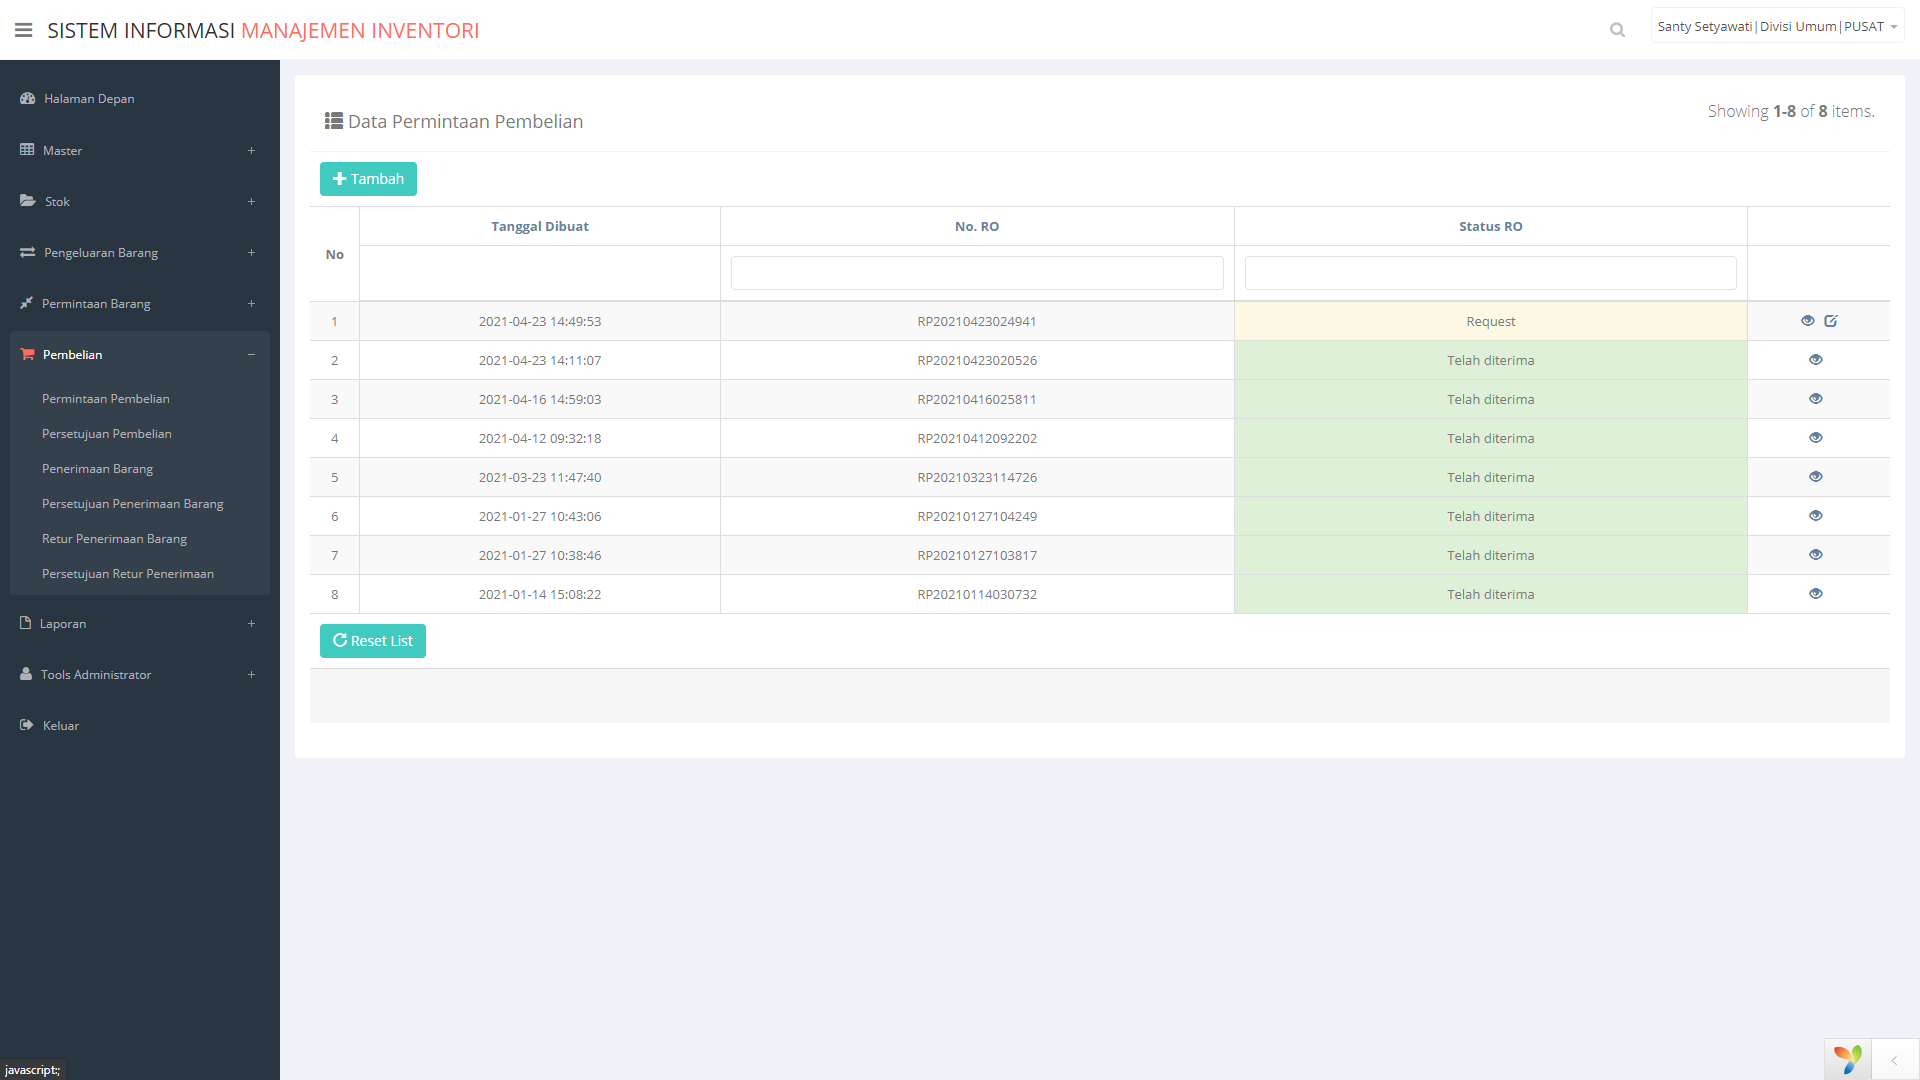 SISTEM INFORMASI MANAJEMEN INVENTORI
Santy Setyawati|Divisi Umum|PUSAT
Halaman Depan
Master +
Stok +
Pengeluaran Barang +
Permintaan Barang +
Pembelian −
Permintaan Pembelian
Persetujuan Pembelian
Penerimaan Barang
Persetujuan Penerimaan Barang
Retur Penerimaan Barang
Persetujuan Retur Penerimaan
Laporan +
Tools Administrator +
Keluar
Data Permintaan Pembelian
Showing 1-8 of 8 items.
Tambah
No Tanggal Dibuat No. RO Status RO
1 2021-04-23 14:49:53 RP20210423024941 Request
2 2021-04-23 14:11:07 RP20210423020526 Telah diterima
3 2021-04-16 14:59:03 RP20210416025811 Telah diterima
4 2021-04-12 09:32:18 RP20210412092202 Telah diterima
5 2021-03-23 11:47:40 RP20210323114726 Telah diterima
6 2021-01-27 10:43:06 RP20210127104249 Telah diterima
7 2021-01-27 10:38:46 RP20210127103817 Telah diterima
8 2021-01-14 15:08:22 RP20210114030732 Telah diterima
Reset List
javascript:;